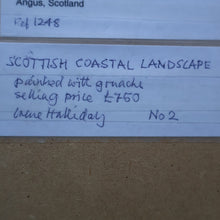 Angus, Scotland
Ref 1248
SCOTTISH COASTAL LANDSCAPE
painted with gouache
selling price £750
Irene Halliday No 2